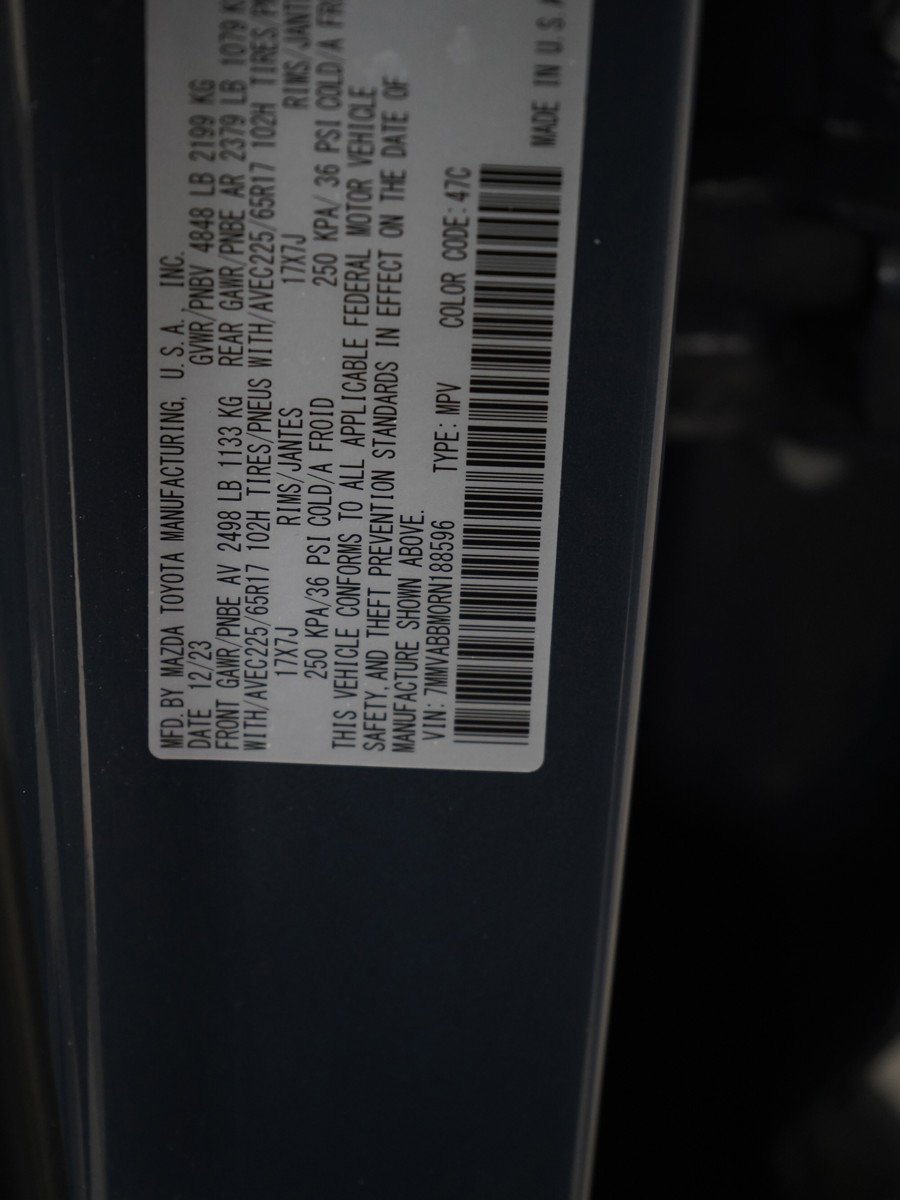 MFD.BY MAZDA TOYOTA MANUFACTURING, U.S.A. INC.
DATE 12/23 GVWR/PNBV 4848 LB 2199 KG
FRONT GAWR/PNBE AV 2498 LB 1133 KG REAR GAWR/PNBE AR 2379 LB 1079 K
WITH/AVEC225/65R17 102H TIRES/PNEUS WITH/AVEC225/65R17 102H TIRES/PN
17X7J RIMS/JANTES 17X7J RIMS/JANT
250 KPA/36 PSI COLD/A FROID 250 KPA/ 36 PSI COLD/A FR
THIS VEHICLE CONFORMS TO ALL APPLICABLE FEDERAL MOTOR VEHICLE
SAFETY,AND THEFT PREVENTION STANDARDS IN EFFECT ON THE DATE OF
MANUFACTURE SHOWN ABOVE.
VIN: 7MMVABBM0RN188596 TYPE: MPV COLOR CODE: 47C
MADE IN U.S.A